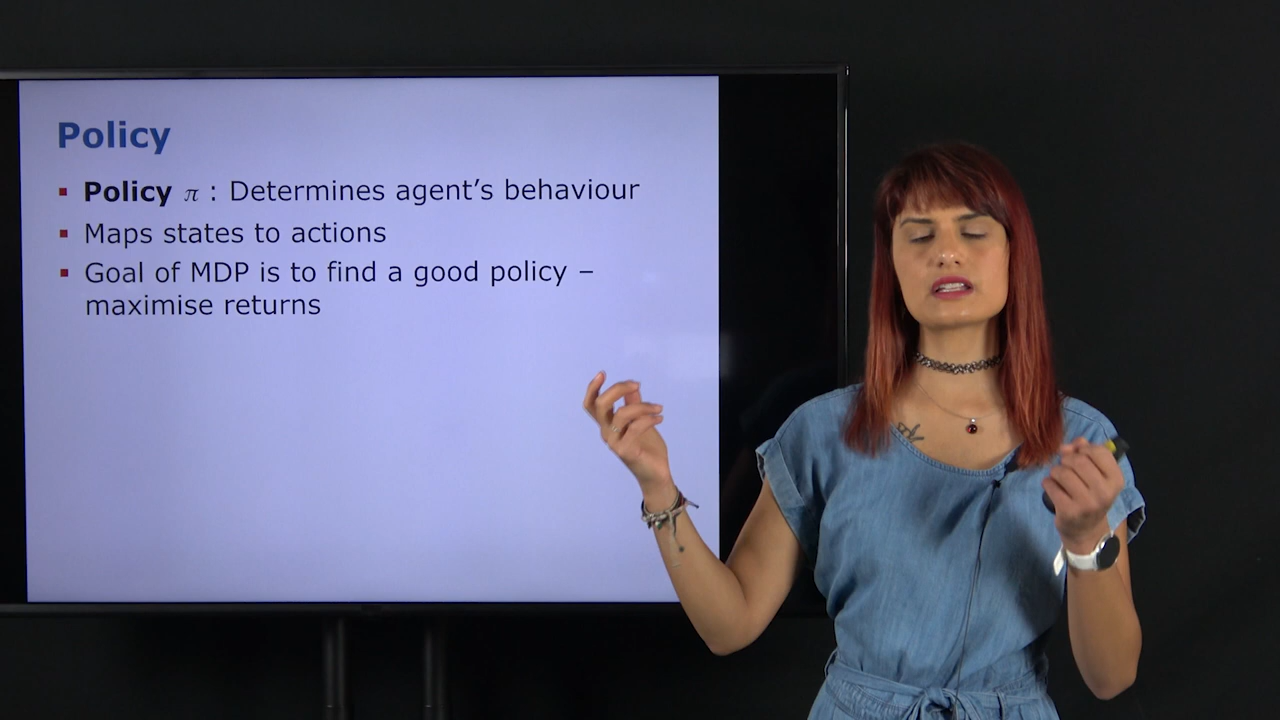 Policy
▪ Policy π : Determines agent's behaviour
▪ Maps states to actions
▪ Goal of MDP is to find a good policy –
maximise returns